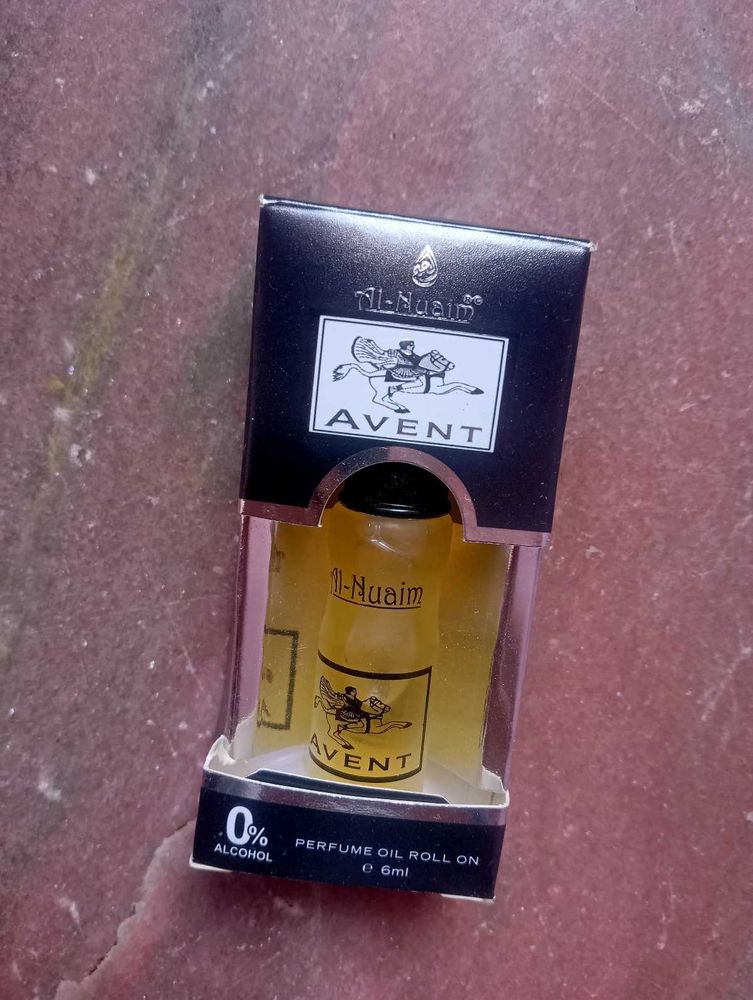 Al-Nuaim
AVENT
Al-Nuaim
AVENT
0%
ALCOHOL
PERFUME OIL ROLL ON
℮ 6ml